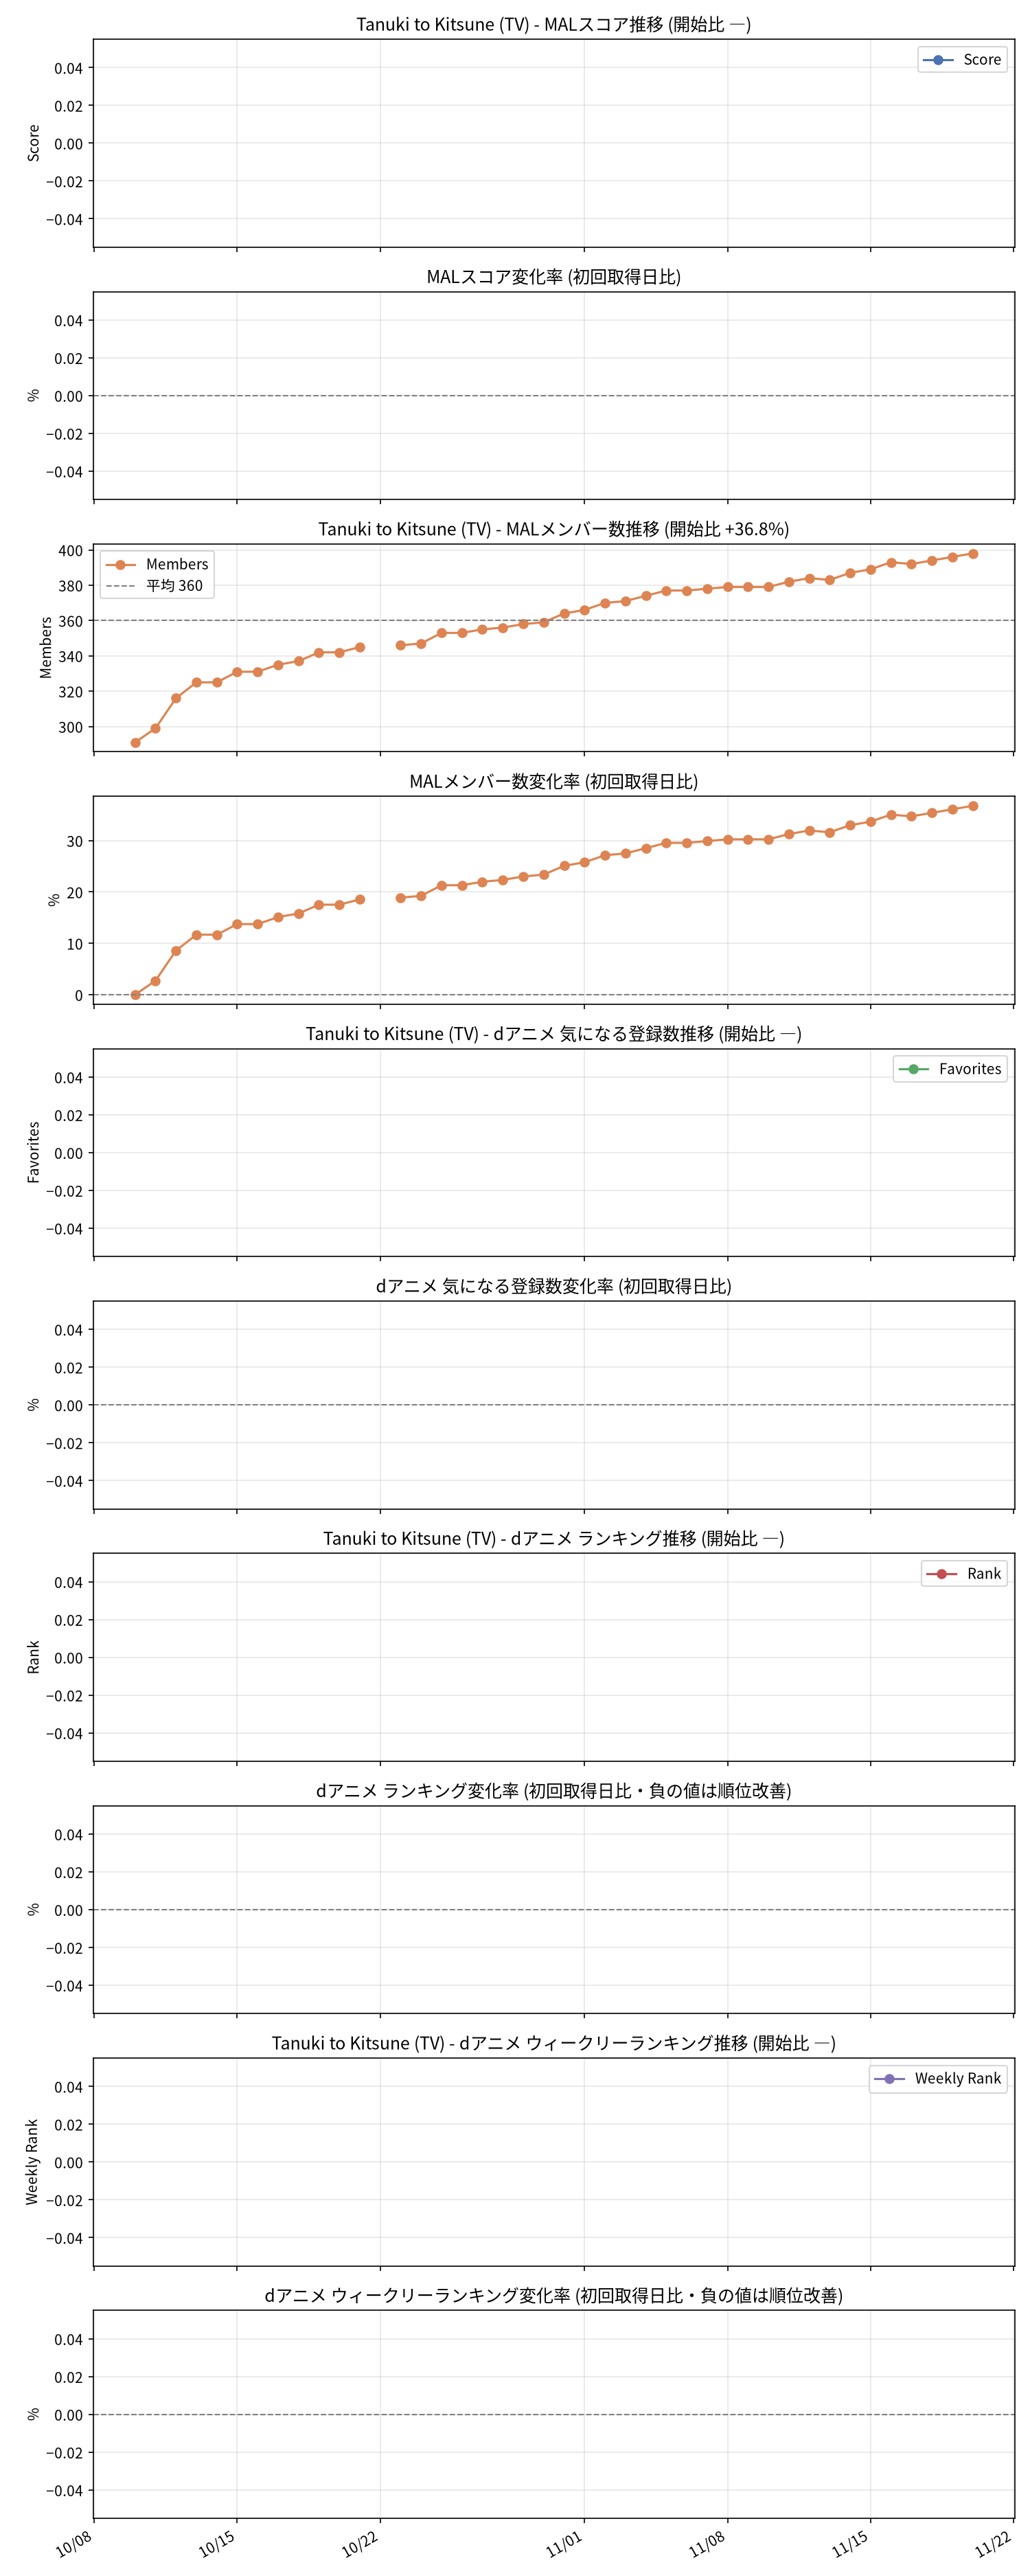 Tanuki to Kitsune (TV) - MALスコア推移 (開始比 —)
Score
0.04
0.02
0.00
−0.02
−0.04
Score
MALスコア変化率 (初回取得日比)
0.04
0.02
0.00
−0.02
−0.04
%
Tanuki to Kitsune (TV) - MALメンバー数推移 (開始比 +36.8%)
Members
平均 360
400
380
360
340
320
300
Members
MALメンバー数変化率 (初回取得日比)
30
20
10
0
%
Tanuki to Kitsune (TV) - dアニメ 気になる登録数推移 (開始比 —)
Favorites
0.04
0.02
0.00
−0.02
−0.04
Favorites
dアニメ 気になる登録数変化率 (初回取得日比)
0.04
0.02
0.00
−0.02
−0.04
%
Tanuki to Kitsune (TV) - dアニメ ランキング推移 (開始比 —)
Rank
0.04
0.02
0.00
−0.02
−0.04
Rank
dアニメ ランキング変化率 (初回取得日比・負の値は順位改善)
0.04
0.02
0.00
−0.02
−0.04
%
Tanuki to Kitsune (TV) - dアニメ ウィークリーランキング推移 (開始比 —)
Weekly Rank
0.04
0.02
0.00
−0.02
−0.04
Weekly Rank
dアニメ ウィークリーランキング変化率 (初回取得日比・負の値は順位改善)
0.04
0.02
0.00
−0.02
−0.04
%
10/08
10/15
10/22
11/01
11/08
11/15
11/22